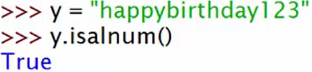 >>> y = "happybirthday123"
>>> y.isalnum()
True